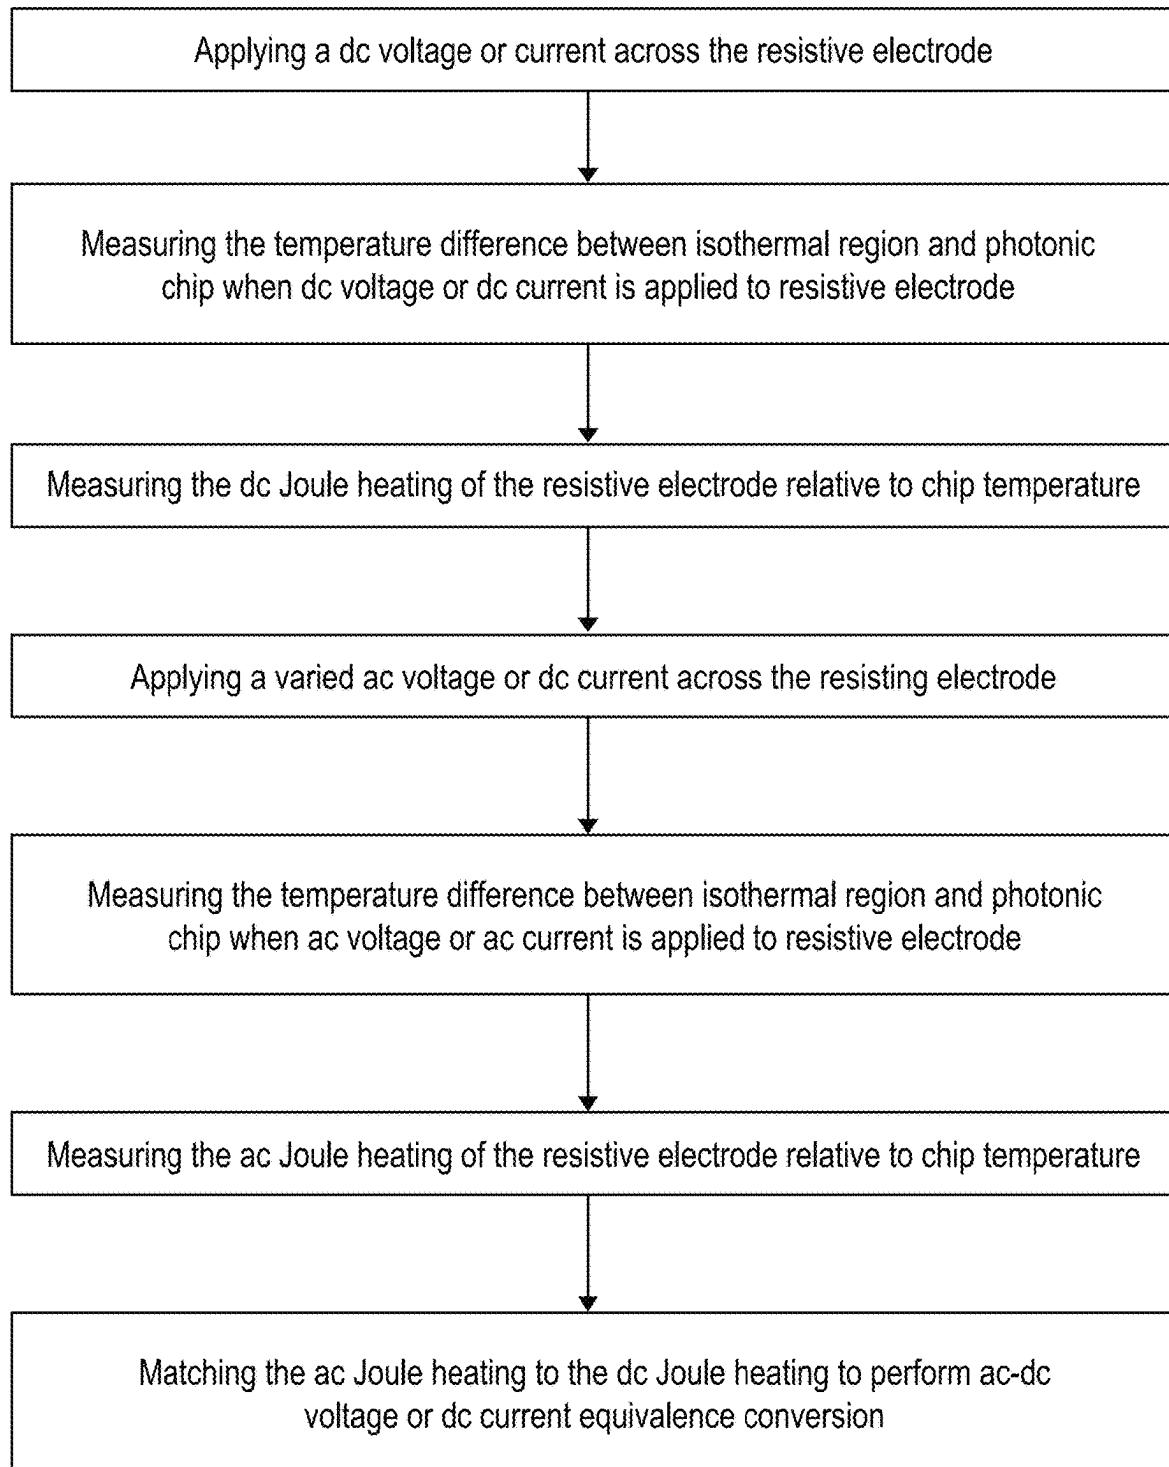 Applying a dc voltage or current across the resistive electrode
Measuring the temperature difference between isothermal region and photonic
chip when dc voltage or dc current is applied to resistive electrode
Measuring the dc Joule heating of the resistive electrode relative to chip temperature
Applying a varied ac voltage or dc current across the resisting electrode
Measuring the temperature difference between isothermal region and photonic
chip when ac voltage or ac current is applied to resistive electrode
Measuring the ac Joule heating of the resistive electrode relative to chip temperature
Matching the ac Joule heating to the dc Joule heating to perform ac-dc
voltage or dc current equivalence conversion